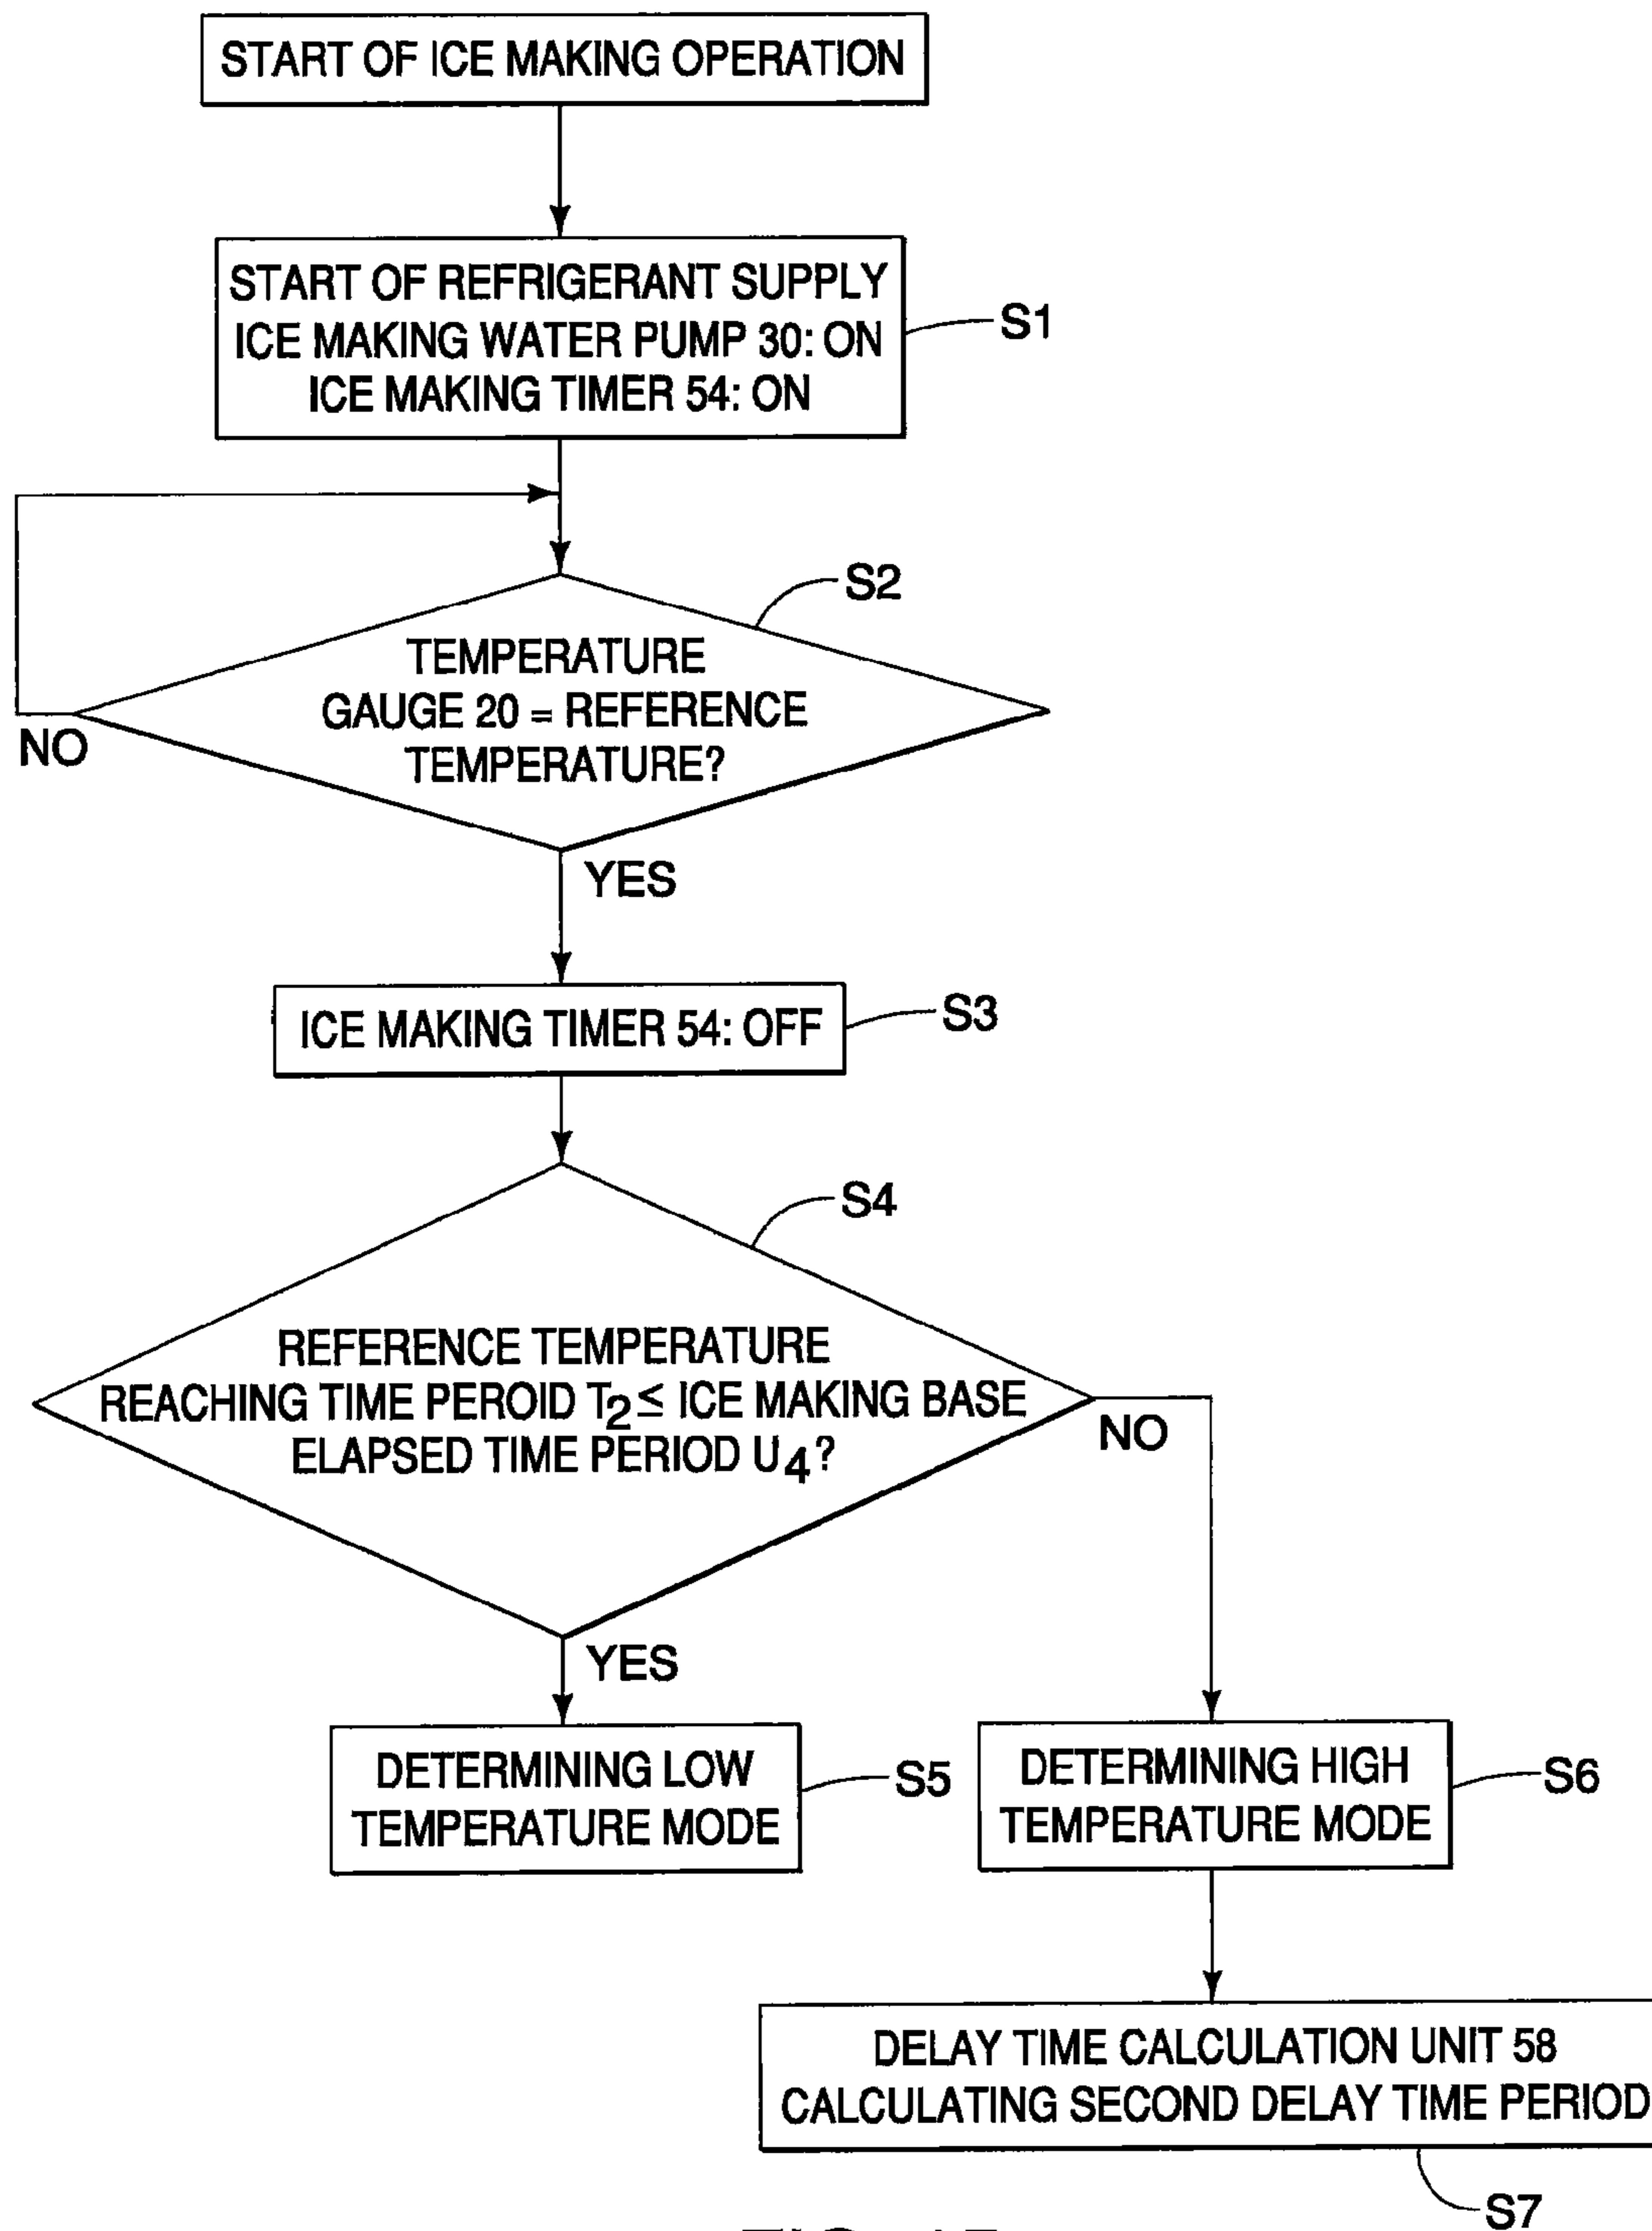 START OF ICE MAKING OPERATION
START OF REFRIGERANT SUPPLY
ICE MAKING WATER PUMP 30: ON
ICE MAKING TIMER 54: ON
S1
S2
TEMPERATURE
GAUGE 20 = REFERENCE
TEMPERATURE?
NO
YES
ICE MAKING TIMER 54: OFF
S3
S4
REFERENCE TEMPERATURE
REACHING TIME PEROID T2 ≤ ICE MAKING BASE
ELAPSED TIME PERIOD U4?
NO
YES
DETERMINING LOW
TEMPERATURE MODE
S5
DETERMINING HIGH
TEMPERATURE MODE
S6
DELAY TIME CALCULATION UNIT 58
CALCULATING SECOND DELAY TIME PERIOD
S7